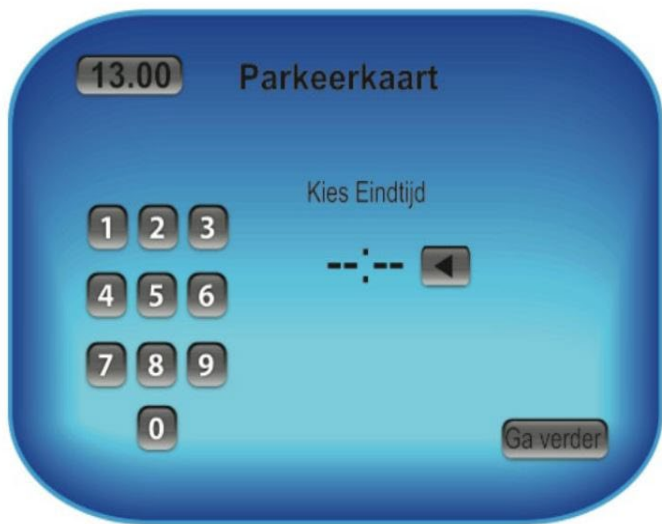 13.00 Parkeerkaart
Kies Eindtijd
1 2 3
--:--
4 5 6
7 8 9
0
Ga verder